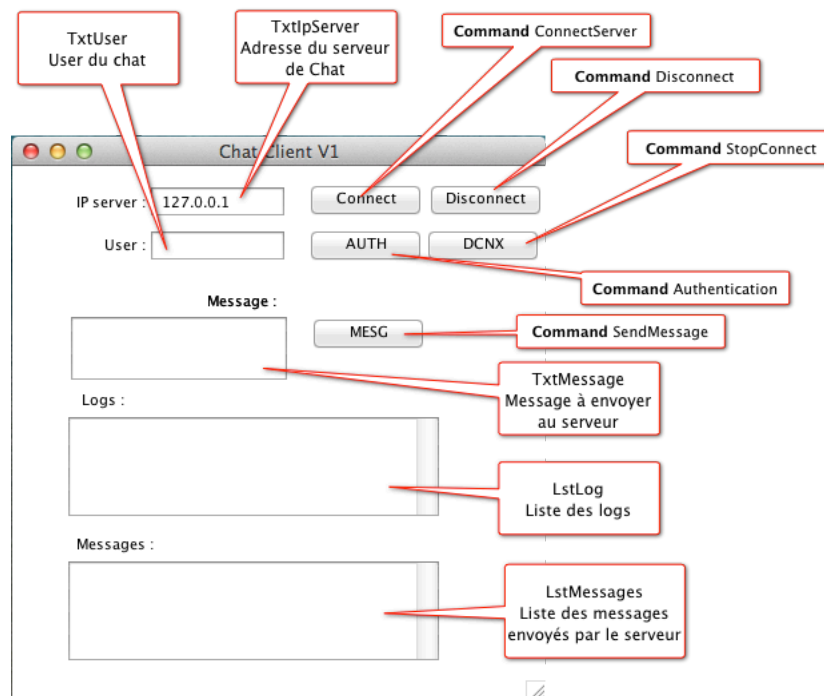 TxtUser
User du chat
TxtIpServer
Adresse du serveur
de Chat
Command ConnectServer
Command Disconnect
Command StopConnect
Chat Client V1
IP server :
127.0.0.1
Connect
Disconnect
User :
AUTH
DCNX
Command Authentication
Message :
MESG
Command SendMessage
TxtMessage
Message à envoyer
au serveur
Logs :
LstLog
Liste des logs
Messages :
LstMessages
Liste des messages
envoyés par le serveur